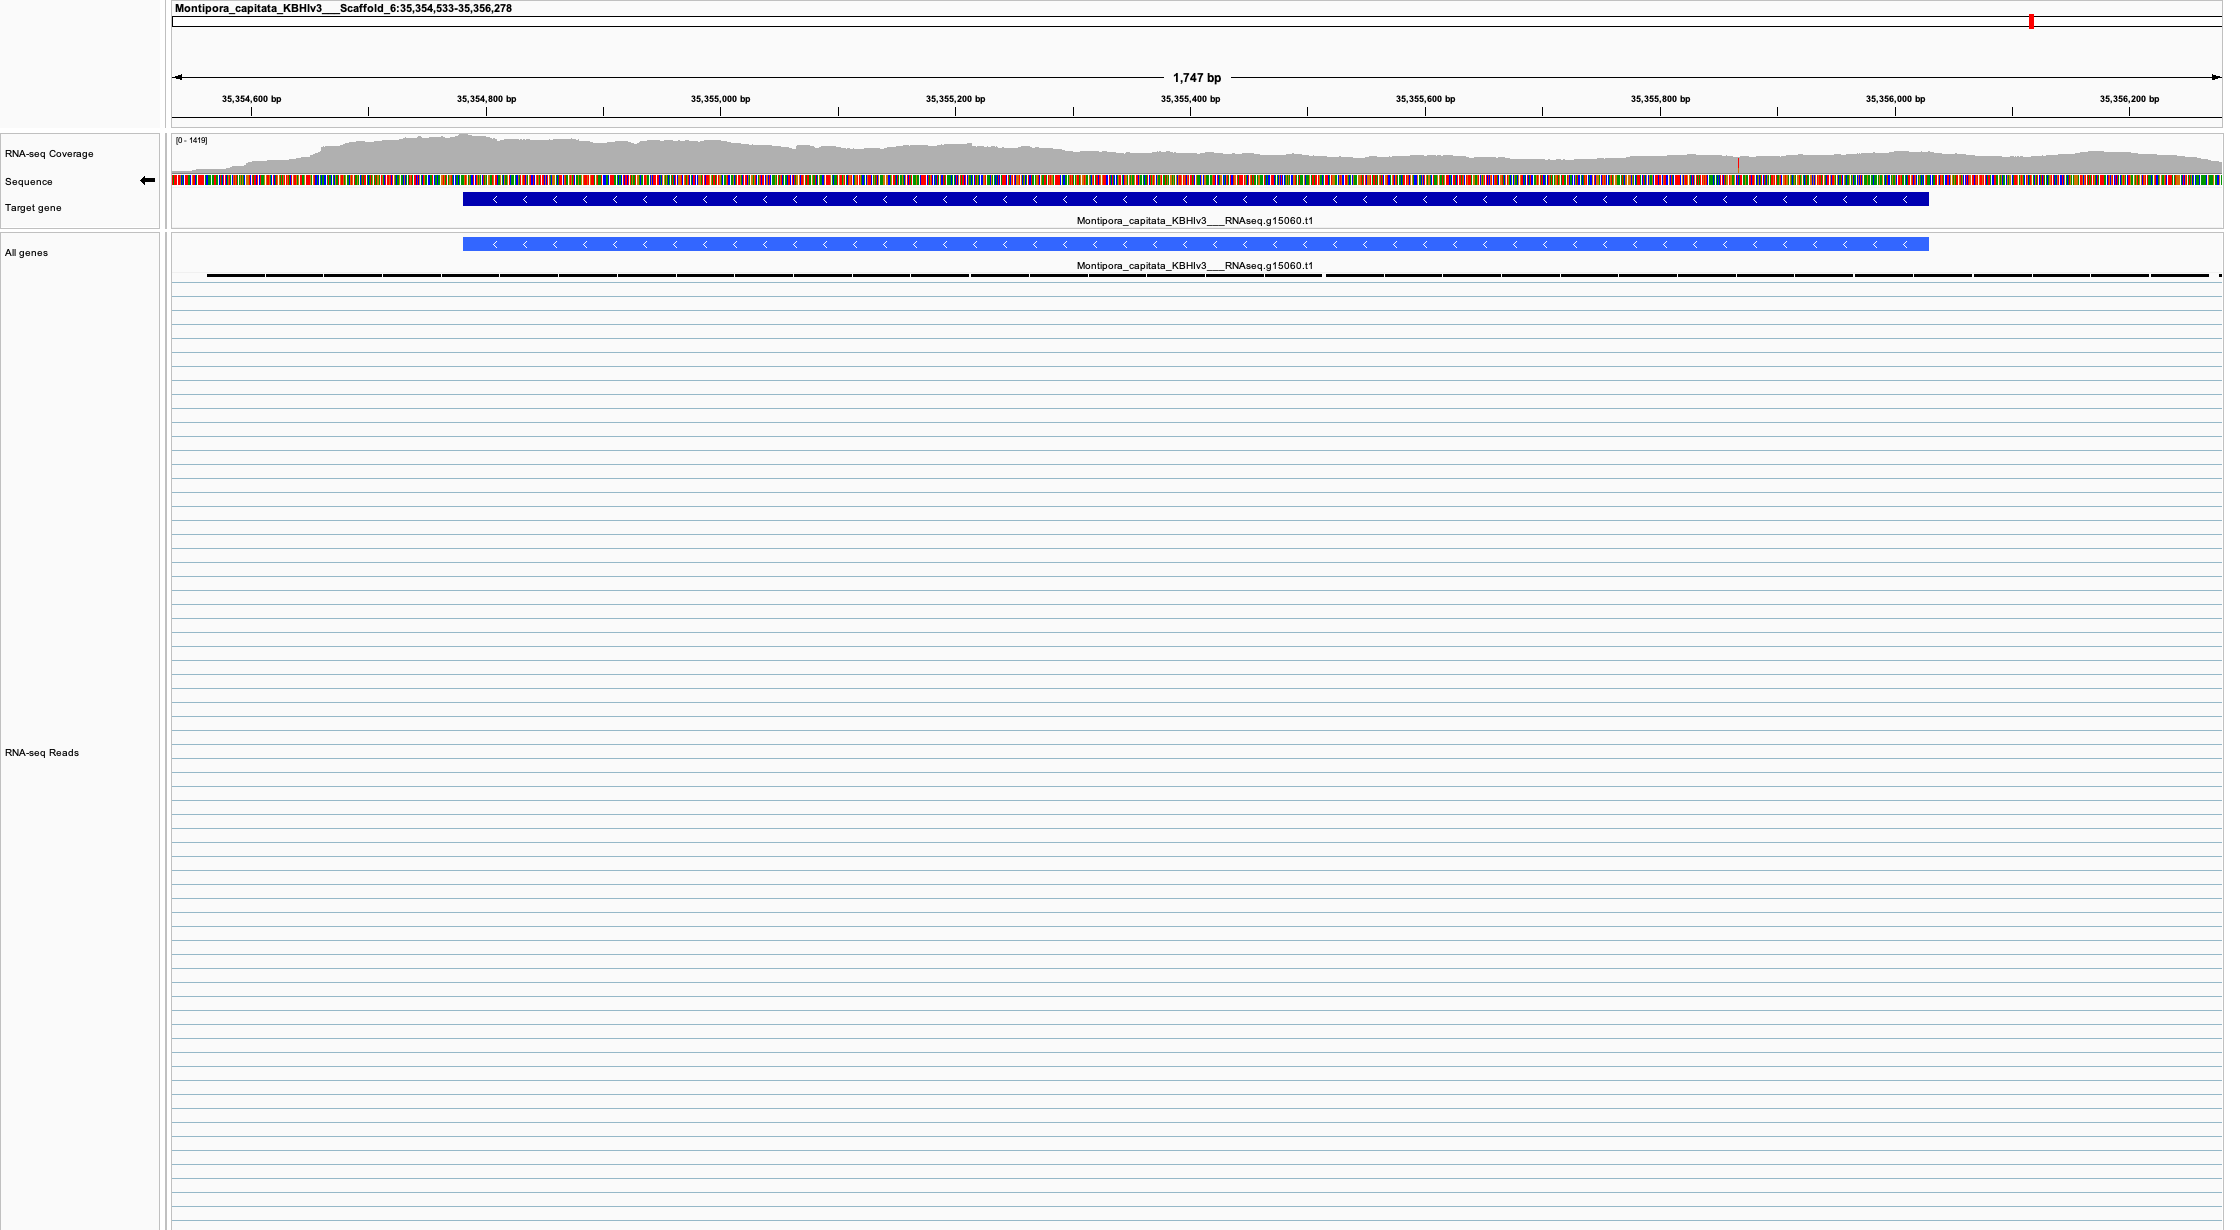 Montipora_capitata_KBHIv3___Scaffold_6:35,354,533-35,356,278
1,747 bp
35,354,600 bp 35,354,800 bp 35,355,000 bp 35,355,200 bp 35,355,400 bp 35,355,600 bp 35,355,800 bp 35,356,000 bp 35,356,200 bp
[0 - 1419]
RNA-seq Coverage
Sequence
Target gene
Montipora_capitata_KBHIv3___RNAseq.g15060.t1
All genes
Montipora_capitata_KBHIv3___RNAseq.g15060.t1
RNA-seq Reads